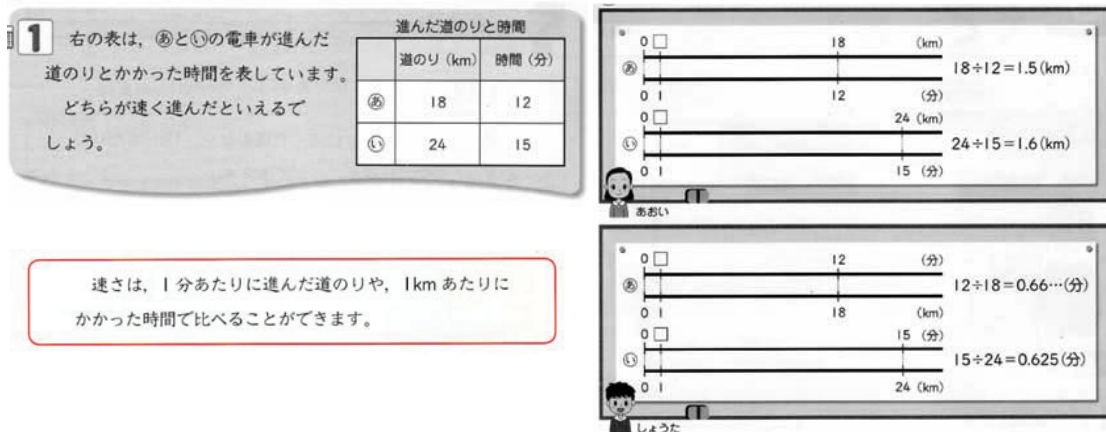 1 右の表は，あといの電車が進んだ
道のりとかかった時間を表しています。
どちらが速く進んだといえるで
しょう。
進んだ道のりと時間
道のり（km） 時間（分）
あ 18 12
い 24 15
速さは，1分あたりに進んだ道のりや，1kmあたりに
かかった時間で比べることができます。
0 □ 18 (km)
あ 18÷12＝1.5(km)
0 1 12 (分)
0 □ 24 (km)
い 24÷15＝1.6(km)
0 1 15 (分)
あおい
0 □ 12 (分)
あ 12÷18＝0.66…(分)
0 1 18 (km)
0 □ 15 (分)
い 15÷24＝0.625(分)
0 1 24 (km)
しょうた